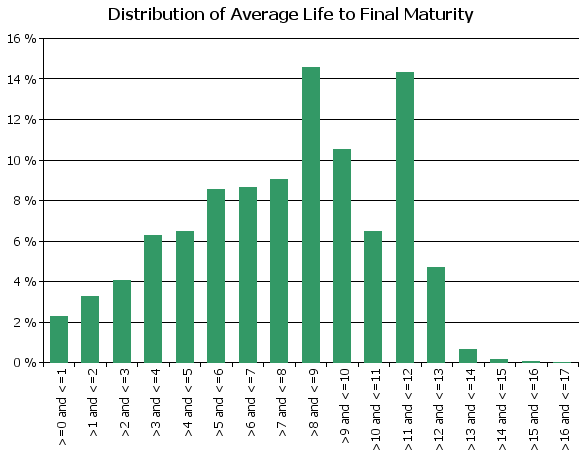 Distribution of Average Life to Final Maturity
16 %
14 %
12 %
10 %
8 %
6 %
4 %
2 %
0 %
>=0 and <=1
>1 and <=2
>2 and <=3
>3 and <=4
>4 and <=5
>5 and <=6
>6 and <=7
>7 and <=8
>8 and <=9
>9 and <=10
>10 and <=11
>11 and <=12
>12 and <=13
>13 and <=14
>14 and <=15
>15 and <=16
>16 and <=17